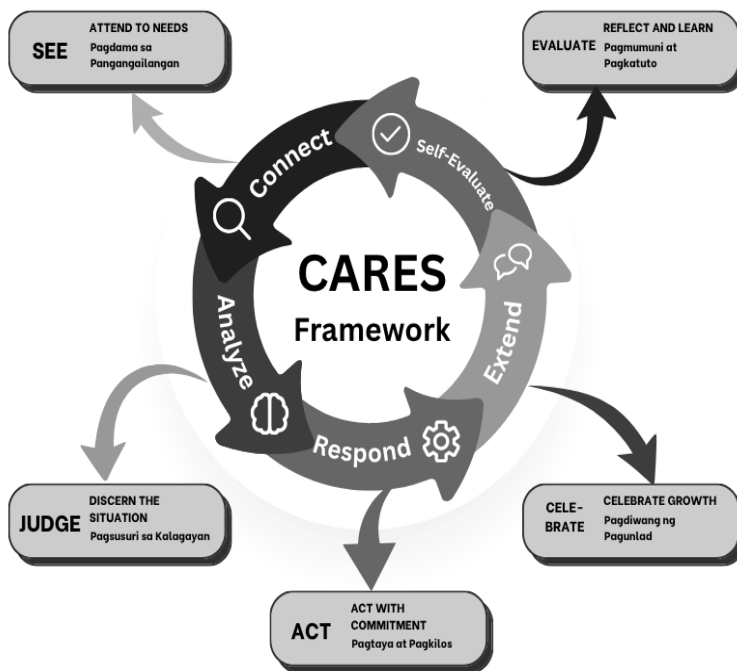 SEE
ATTEND TO NEEDS
Pagdama sa
Pangangailangan
EVALUATE
REFLECT AND LEARN
Pagmumuni at
Pagkatuto
Connect
Self-Evaluate
CARES
Framework
Analyze
Extend
Respond
JUDGE
DISCERN THE
SITUATION
Pagsusuri sa Kalagayan
CELE-
BRATE
CELEBRATE GROWTH
Pagdiwang ng
Pagunlad
ACT
ACT WITH
COMMITMENT
Pagtaya at Pagkilos